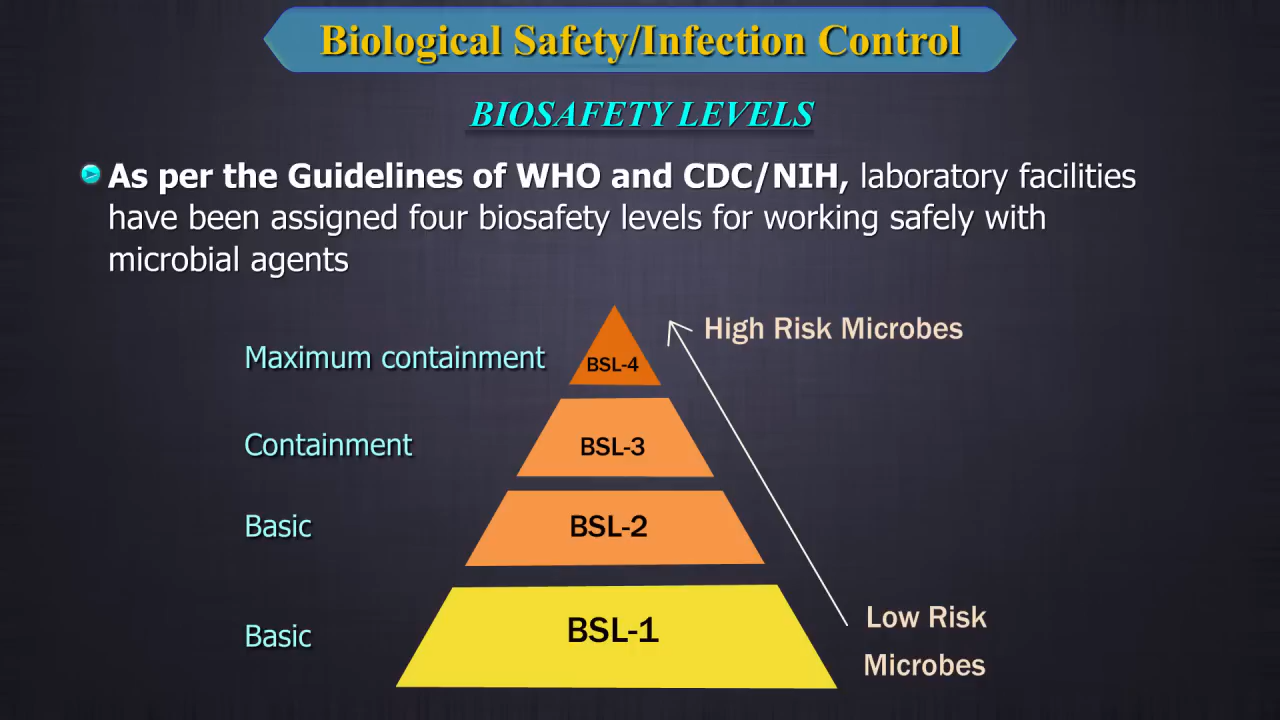 Biological Safety/Infection Control
BIOSAFETY LEVELS
As per the Guidelines of WHO and CDC/NIH, laboratory facilities
have been assigned four biosafety levels for working safely with
microbial agents
High Risk Microbes
Maximum containment
BSL-4
Containment
BSL-3
Basic
BSL-2
Basic
BSL-1
Low Risk
Microbes